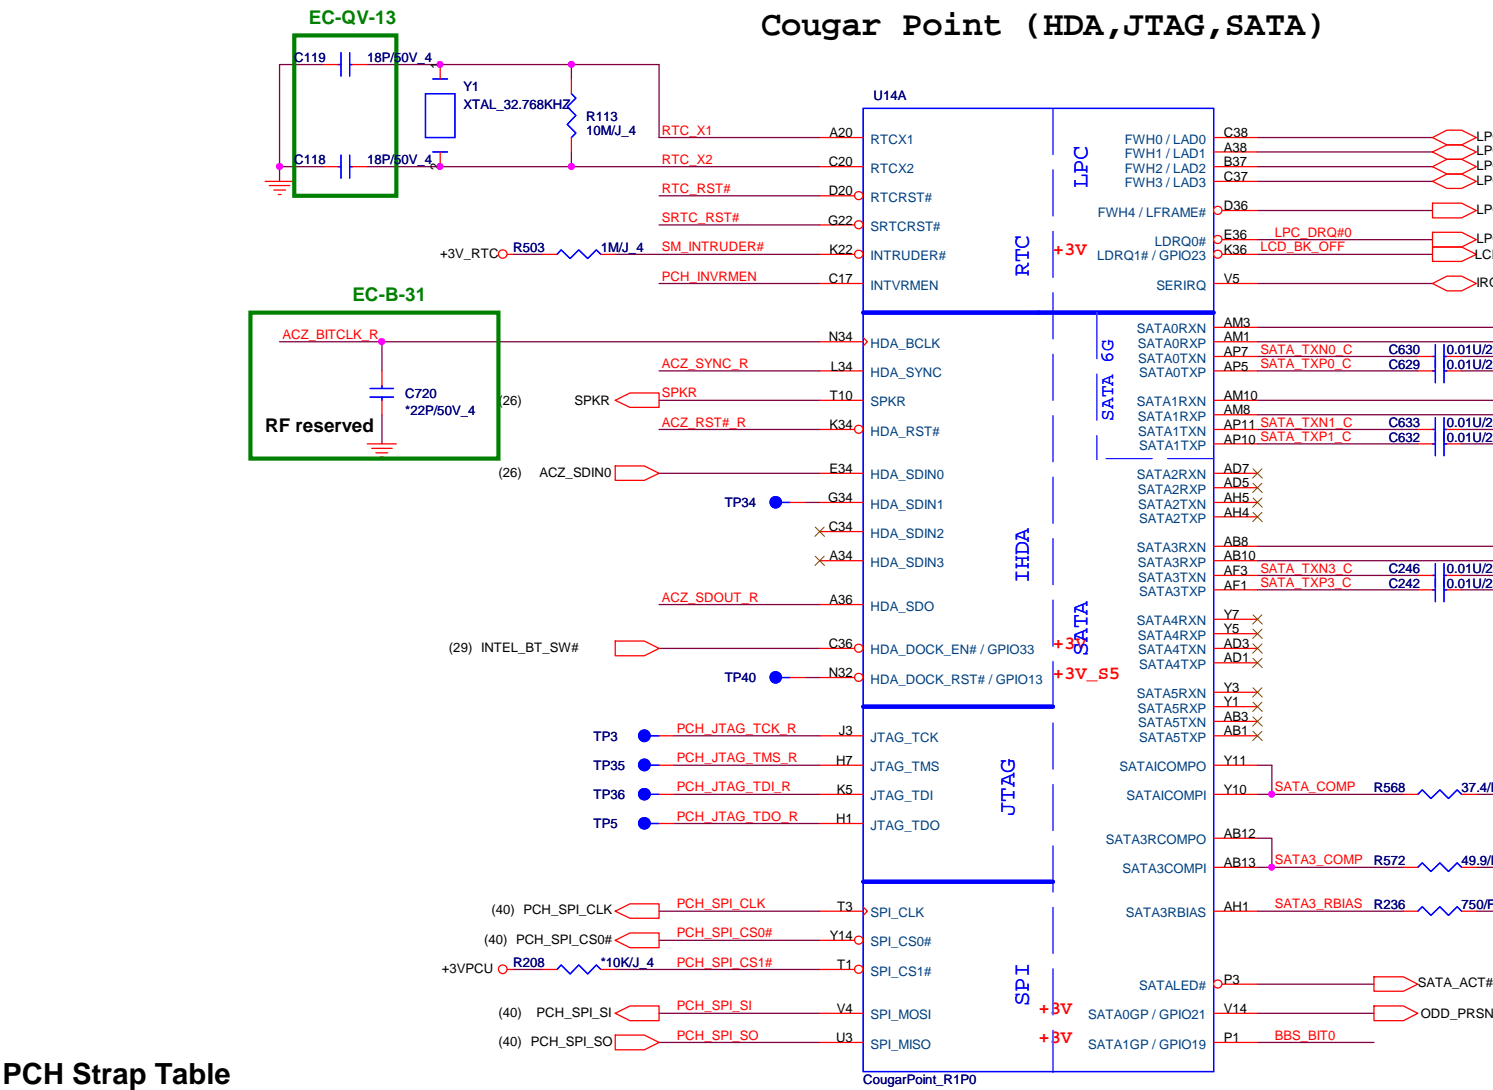 Cougar Point (HDA,JTAG,SATA)
EC-QV-13
C119 18P/50V_4
Y1
XTAL_32.768KHZ
R113
10M/J_4
C118 18P/50V_4
U14A
RTC_X1 A20 RTCX1
RTC_X2 C20 RTCX2
RTC_RST# D20 RTCRST#
SRTC_RST# G22 SRTCRST#
+3V_RTC R503 1M/J_4 SM_INTRUDER# K22 INTRUDER#
PCH_INVRMEN C17 INTVRMEN
RTC
LPC
+3V
FWH0 / LAD0 C38
FWH1 / LAD1 A38
FWH2 / LAD2 B37
FWH3 / LAD3 C37
FWH4 / LFRAME# D36
LDRQ0# E36 LPC_DRQ#0
LDRQ1# / GPIO23 K36 LCD_BK_OFF
SERIRQ V5
EC-B-31
ACZ_BITCLK_R N34 HDA_BCLK
C720
*22P/50V_4
RF reserved
ACZ_SYNC_R L34 HDA_SYNC
(26) SPKR SPKR T10 SPKR
ACZ_RST#_R K34 HDA_RST#
(26) ACZ_SDIN0 E34 HDA_SDIN0
TP34 G34 HDA_SDIN1
C34 HDA_SDIN2
A34 HDA_SDIN3
ACZ_SDOUT_R A36 HDA_SDO
(29) INTEL_BT_SW# C36 HDA_DOCK_EN# / GPIO33 +3V
TP40 N32 HDA_DOCK_RST# / GPIO13 +3V_S5
IHDA
SATA 6G
SATA
SATA0RXN AM3
SATA0RXP AM1
SATA0TXN AP7 SATA_TXN0_C C630 0.01U/2
SATA0TXP AP5 SATA_TXP0_C C629 0.01U/2
SATA1RXN AM10
SATA1RXP AM8
SATA1TXN AP11 SATA_TXN1_C C633 0.01U/2
SATA1TXP AP10 SATA_TXP1_C C632 0.01U/2
SATA2RXN AD7
SATA2RXP AD5
SATA2TXN AH5
SATA2TXP AH4
SATA3RXN AB8
SATA3RXP AB10
SATA3TXN AF3 SATA_TXN3_C C246 0.01U/2
SATA3TXP AF1 SATA_TXP3_C C242 0.01U/2
SATA4RXN Y7
SATA4RXP Y5
SATA4TXN AD3
SATA4TXP AD1
SATA5RXN Y3
SATA5RXP Y1
SATA5TXN AB3
SATA5TXP AB1
TP3 PCH_JTAG_TCK_R J3 JTAG_TCK
TP35 PCH_JTAG_TMS_R H7 JTAG_TMS
TP36 PCH_JTAG_TDI_R K5 JTAG_TDI
TP5 PCH_JTAG_TDO_R H1 JTAG_TDO
JTAG
SATAICOMPO Y11
SATAICOMPI Y10 SATA_COMP R568 37.4/
SATA3RCOMPO AB12
SATA3COMPI AB13 SATA3_COMP R572 49.9/
SATA3RBIAS AH1 SATA3_RBIAS R236 750/F
(40) PCH_SPI_CLK PCH_SPI_CLK T3 SPI_CLK
(40) PCH_SPI_CS0# PCH_SPI_CS0# Y14 SPI_CS0#
+3VPCU R208 *10K/J_4 PCH_SPI_CS1# T1 SPI_CS1#
(40) PCH_SPI_SI PCH_SPI_SI V4 SPI_MOSI
(40) PCH_SPI_SO PCH_SPI_SO U3 SPI_MISO
SPI
SATALED# P3 SATA_ACT#
+3V SATA0GP / GPIO21 V14 ODD_PRSN
+3V SATA1GP / GPIO19 P1 BBS_BIT0
CougarPoint_R1P0
PCH Strap Table